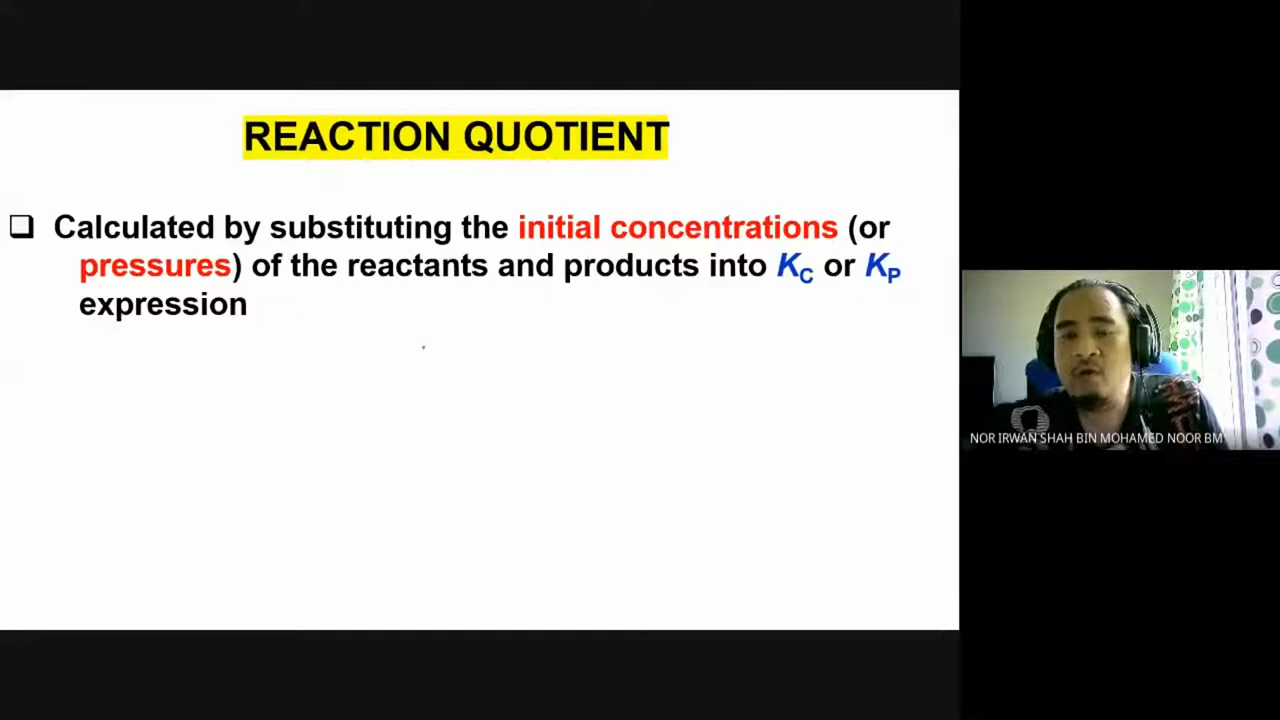 REACTION QUOTIENT
❑ Calculated by substituting the initial concentrations (or
pressures) of the reactants and products into KC or KP
expression
NOR IRWAN SHAH BIN MOHAMED NOOR BM